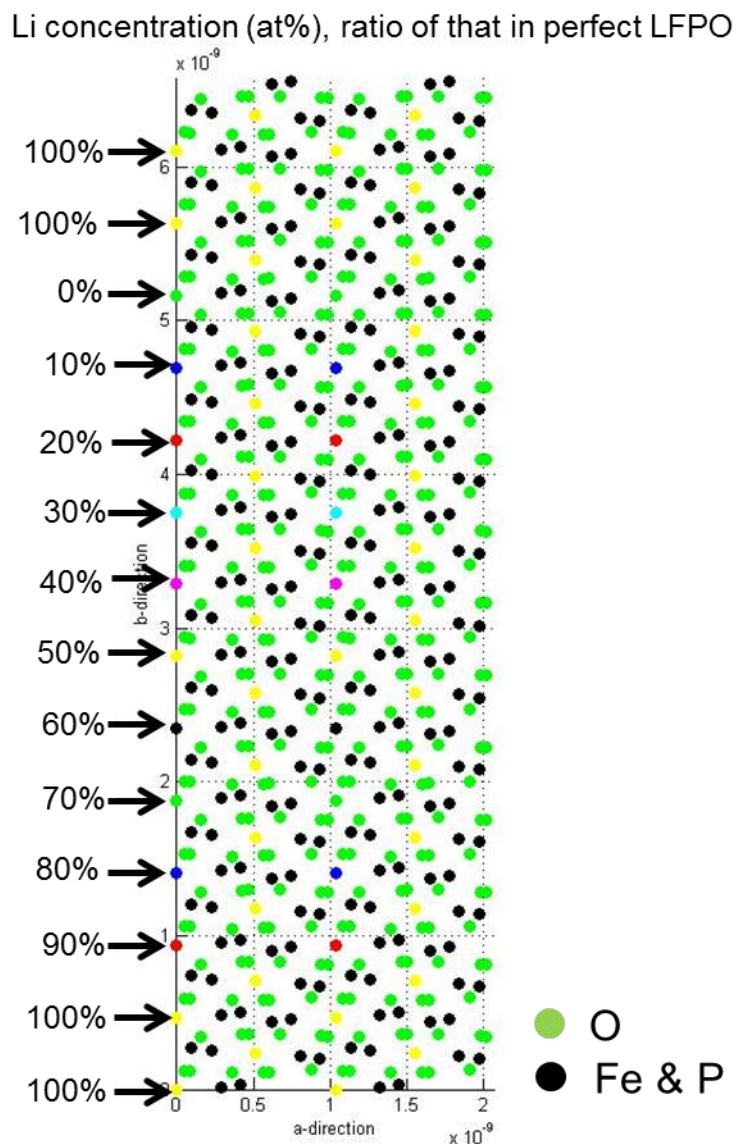 Li concentration (at%), ratio of that in perfect LFPO
x 10⁻⁹
100%
6
100%
0%
5
10%
20%
4
30%
40%
b-direction
3
50%
60%
2
70%
80%
1
90%
100%
100%
0
0 0.5 1 1.5 2
a-direction
x 10⁻⁹
O
Fe & P